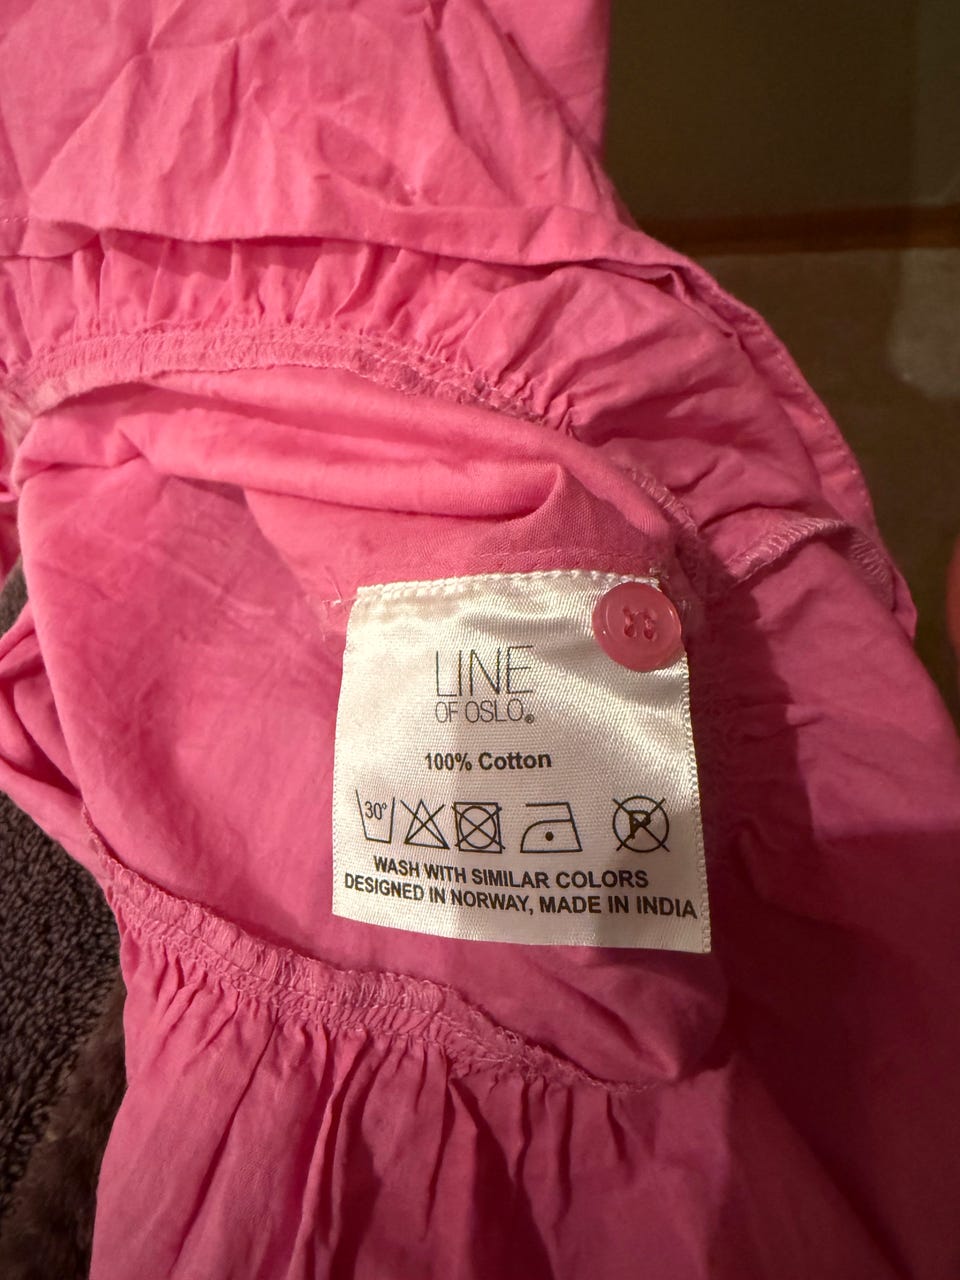 LINE
OF OSLO®
100% Cotton
30° P
WASH WITH SIMILAR COLORS
DESIGNED IN NORWAY, MADE IN INDIA